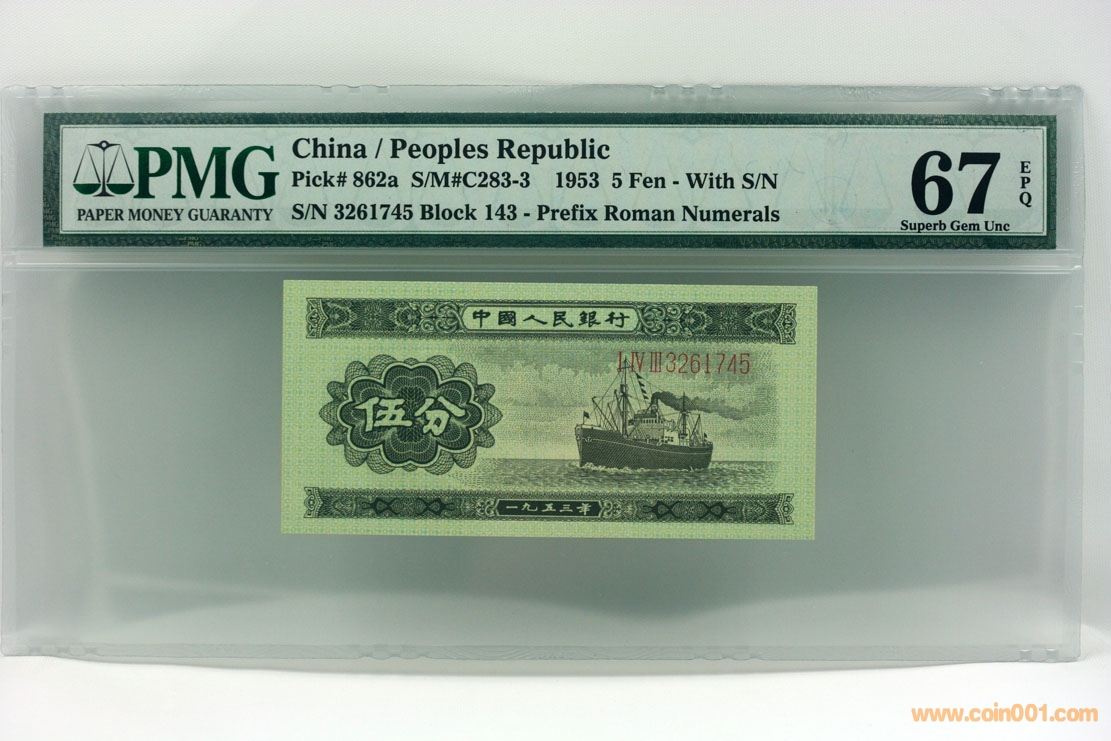 PMG
PAPER MONEY GUARANTY
China / Peoples Republic
Pick# 862a S/M#C283-3 1953 5 Fen - With S/N
S/N 3261745 Block 143 - Prefix Roman Numerals
67
EPQ
Superb Gem Unc
中國人民銀行
I IV III 3261745
伍分
一九五三年
www.coin001.com